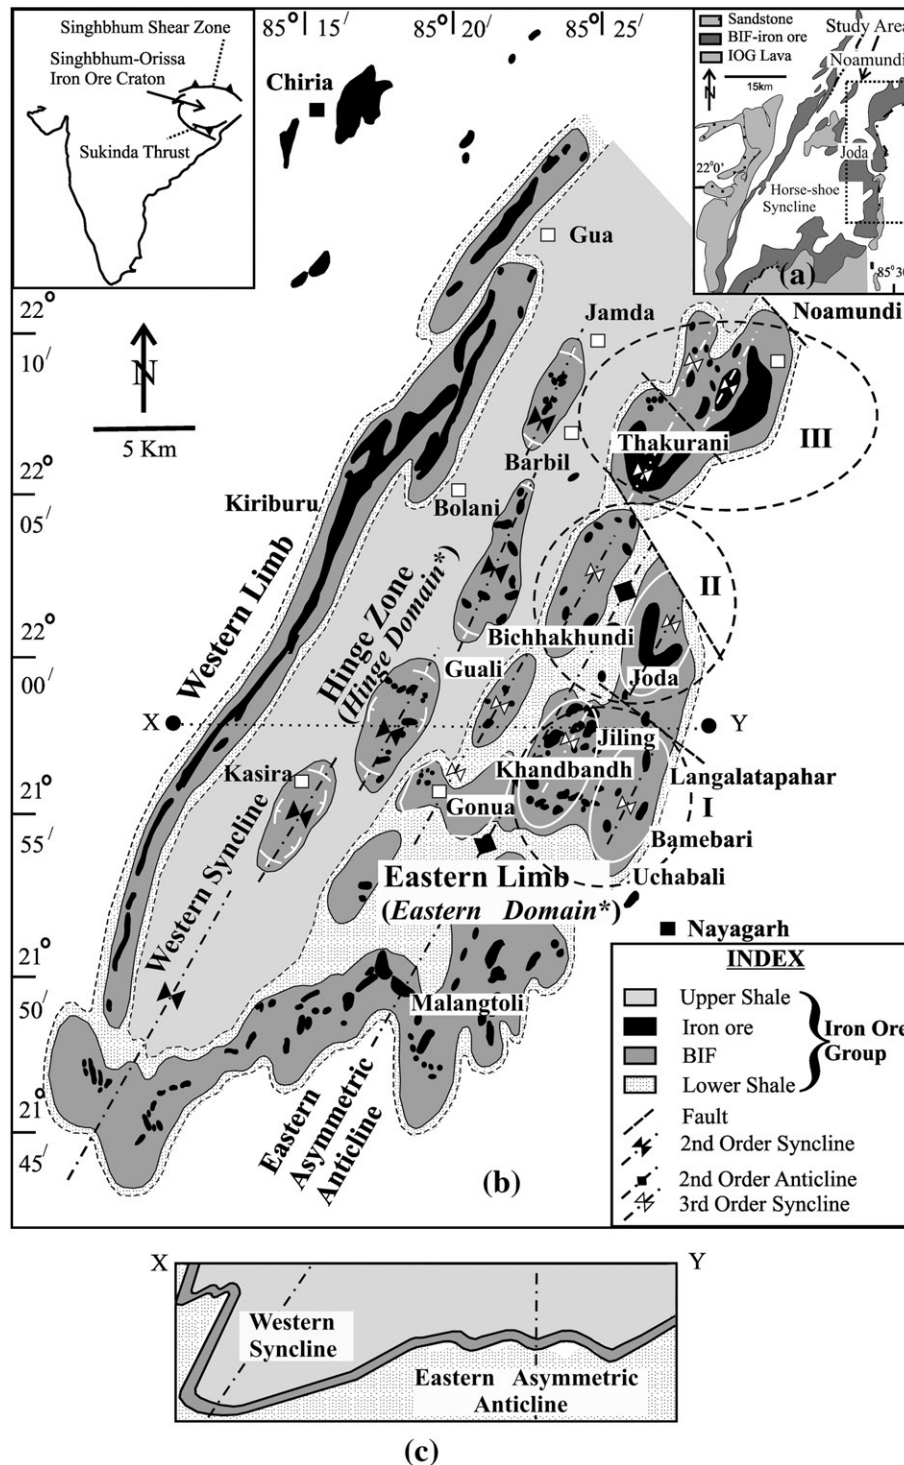 85° 15/
85° 20/
85° 25/
Singhbhum Shear Zone
Singhbhum-Orissa
Iron Ore Craton
Sukinda Thrust
Chiria
Sandstone
BIF-iron ore
IOG Lava
Study Area
Noamundi
N
15km
22°0'
Joda
Horse-shoe
Syncline
(a)
85°30/
Gua
22°
10/
N
5 Km
Jamda
Noamundi
Thakurani
III
Barbil
Kiriburu
Bolani
22°
05/
Western Limb
Hinge Zone
(Hinge Domain*)
II
Bichhakhundi
22°
00/
Guali
Joda
X
Y
Jiling
Kasira
Khandbandh
Langalatapahar
21°
55/
Gonua
I
Bamebari
Western Syncline
Eastern Limb
(Eastern Domain*)
Uchabali
Nayagarh
21°
50/
Malangtoli
21°
45/
Eastern
Asymmetric
Anticline
(b)
INDEX
Upper Shale
Iron ore
BIF
Lower Shale
Iron Ore
Group
Fault
2nd Order Syncline
2nd Order Anticline
3rd Order Syncline
X
Y
Western
Syncline
Eastern Asymmetric
Anticline
(c)